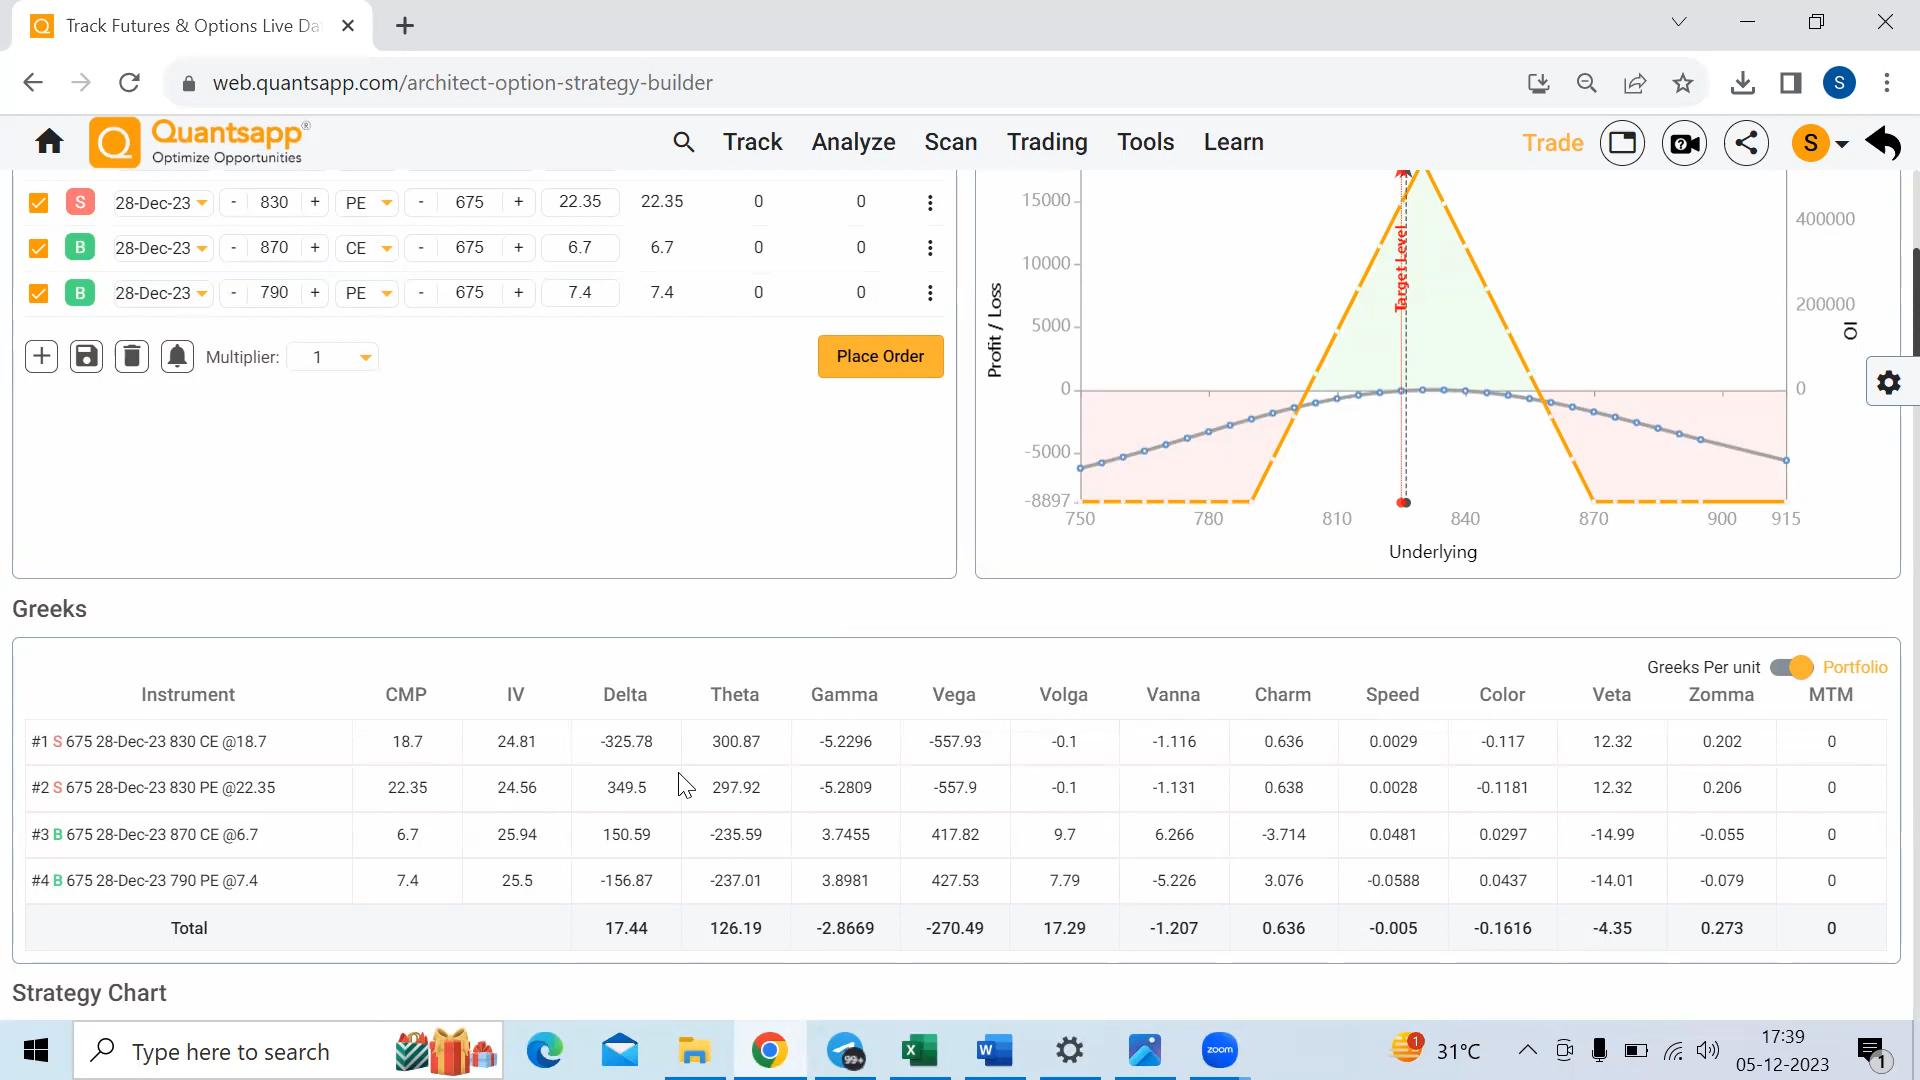 Track Futures & Options Live Da
web.quantsapp.com/architect-option-strategy-builder
S
Quantsapp®
Optimize Opportunities
Track Analyze Scan Trading Tools Learn
Trade
S
S 28-Dec-23 - 830 + PE - 675 + 22.35 22.35 0 0
B 28-Dec-23 - 870 + CE - 675 + 6.7 6.7 0 0
B 28-Dec-23 - 790 + PE - 675 + 7.4 7.4 0 0
Multiplier: 1
Place Order
15000
10000
5000
0
-5000
-8897
Profit / Loss
Target Level
400000
200000
0
OI
750 780 810 840 870 900 915
Underlying
Greeks
Greeks Per unit Portfolio
Instrument CMP IV Delta Theta Gamma Vega Volga Vanna Charm Speed Color Veta Zomma MTM
#1 S 675 28-Dec-23 830 CE @18.7 18.7 24.81 -325.78 300.87 -5.2296 -557.93 -0.1 -1.116 0.636 0.0029 -0.117 12.32 0.202 0
#2 S 675 28-Dec-23 830 PE @22.35 22.35 24.56 349.5 297.92 -5.2809 -557.9 -0.1 -1.131 0.638 0.0028 -0.1181 12.32 0.206 0
#3 B 675 28-Dec-23 870 CE @6.7 6.7 25.94 150.59 -235.59 3.7455 417.82 9.7 6.266 -3.714 0.0481 0.0297 -14.99 -0.055 0
#4 B 675 28-Dec-23 790 PE @7.4 7.4 25.5 -156.87 -237.01 3.8981 427.53 7.79 -5.226 3.076 -0.0588 0.0437 -14.01 -0.079 0
Total 17.44 126.19 -2.8669 -270.49 17.29 -1.207 0.636 -0.005 -0.1616 -4.35 0.273 0
Strategy Chart
Type here to search
99+
zoom
1
31°C
17:39
05-12-2023
1